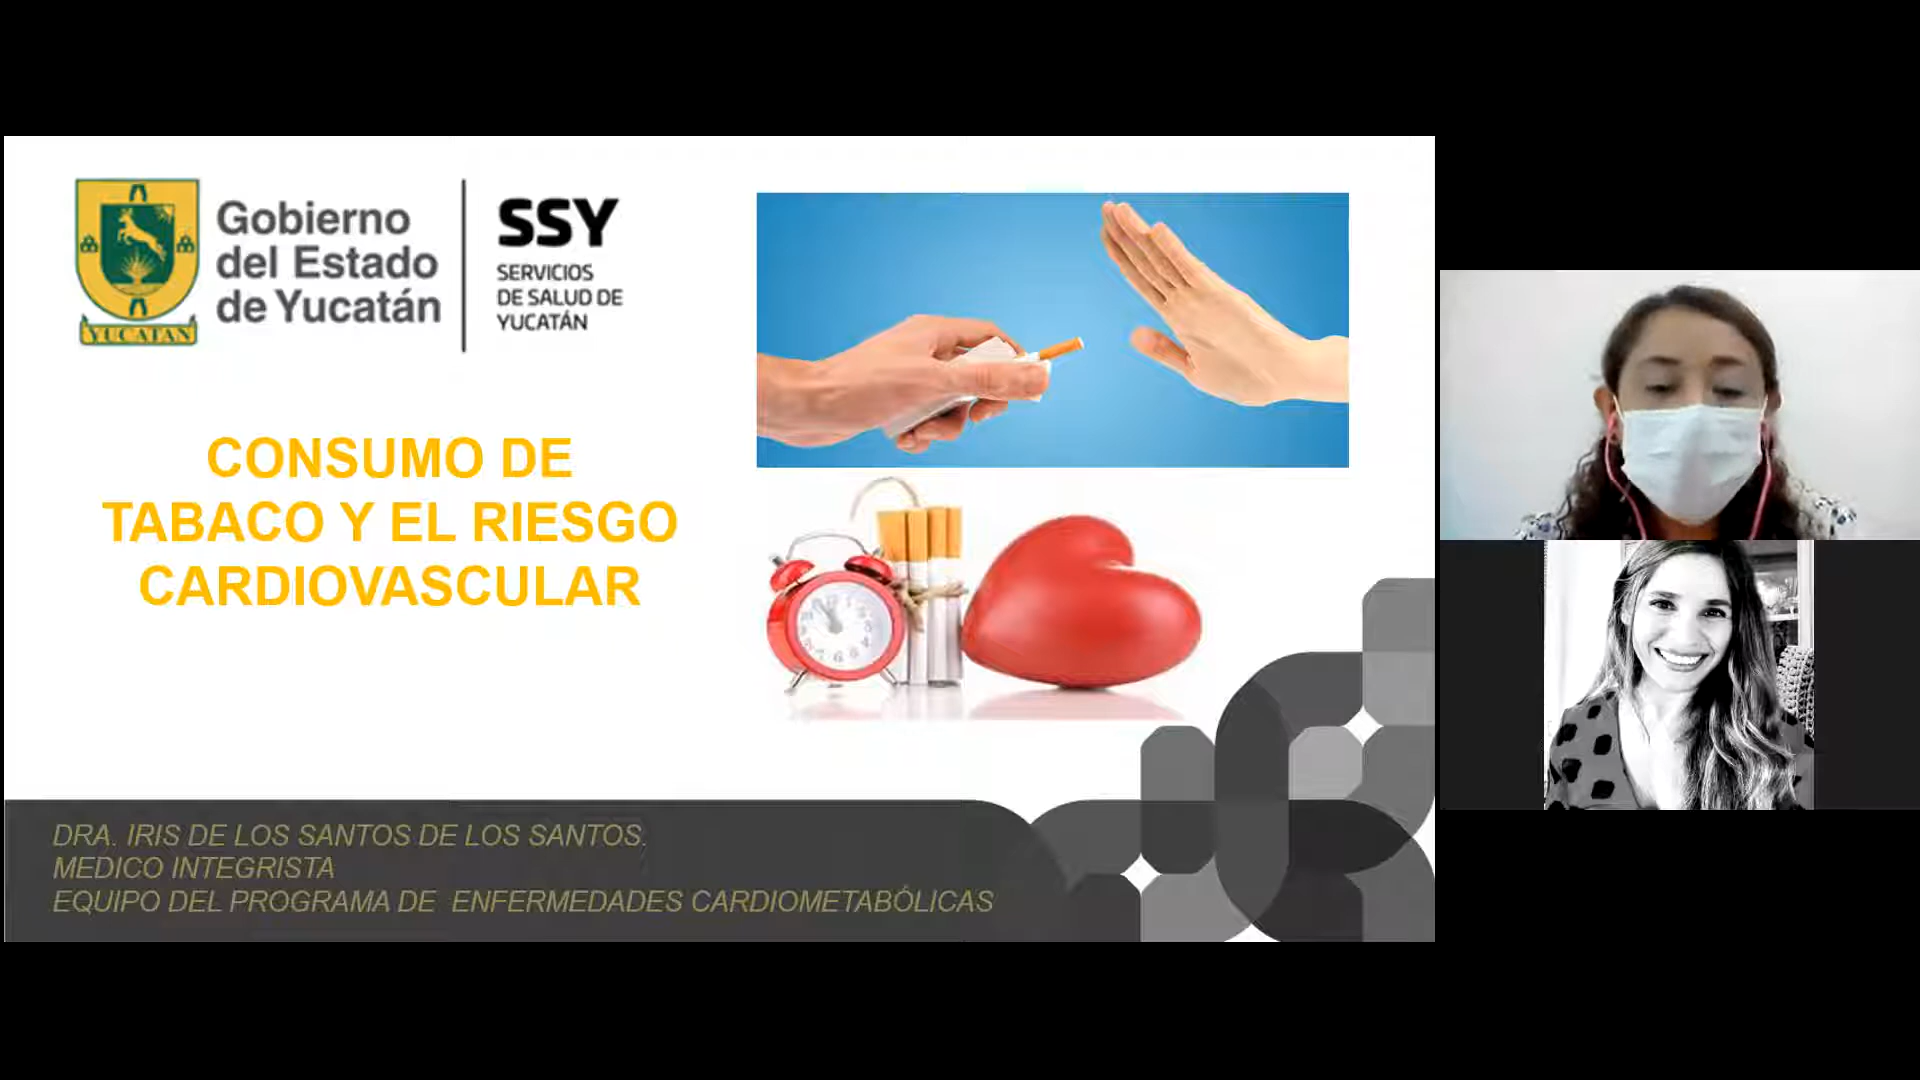 Gobierno
del Estado
de Yucatán
YUCATAN
SSY
SERVICIOS
DE SALUD DE
YUCATÁN
CONSUMO DE
TABACO Y EL RIESGO
CARDIOVASCULAR
DRA. IRIS DE LOS SANTOS DE LOS SANTOS.
MEDICO INTEGRISTA
EQUIPO DEL PROGRAMA DE ENFERMEDADES CARDIOMETABÓLICAS